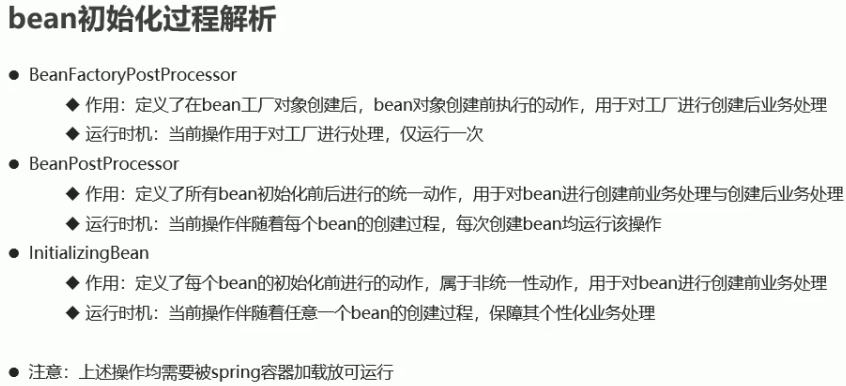 bean初始化过程解析
● BeanFactoryPostProcessor
◆ 作用：定义了在bean工厂对象创建后，bean对象创建前执行的动作，用于对工厂进行创建后业务处理
◆ 运行时机：当前操作用于对工厂进行处理，仅运行一次
● BeanPostProcessor
◆ 作用：定义了所有bean初始化前后进行的统一动作，用于对bean进行创建前业务处理与创建后业务处理
◆ 运行时机：当前操作伴随着每个bean的创建过程，每次创建bean均运行该操作
● InitializingBean
◆ 作用：定义了每个bean的初始化前进行的动作，属于非统一性动作，用于对bean进行创建前业务处理
◆ 运行时机：当前操作伴随着任意一个bean的创建过程，保障其个性化业务处理
● 注意：上述操作均需要被spring容器加载放可运行